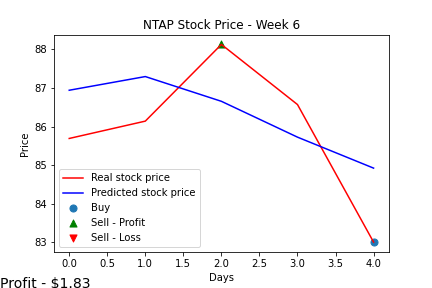 NTAP Stock Price - Week 6
88
87
86
85
84
83
Price
Real stock price
Predicted stock price
Buy
Sell - Profit
Sell - Loss
0.0 0.5 1.0 1.5 2.0 2.5 3.0 3.5 4.0
Days
Profit - $1.83